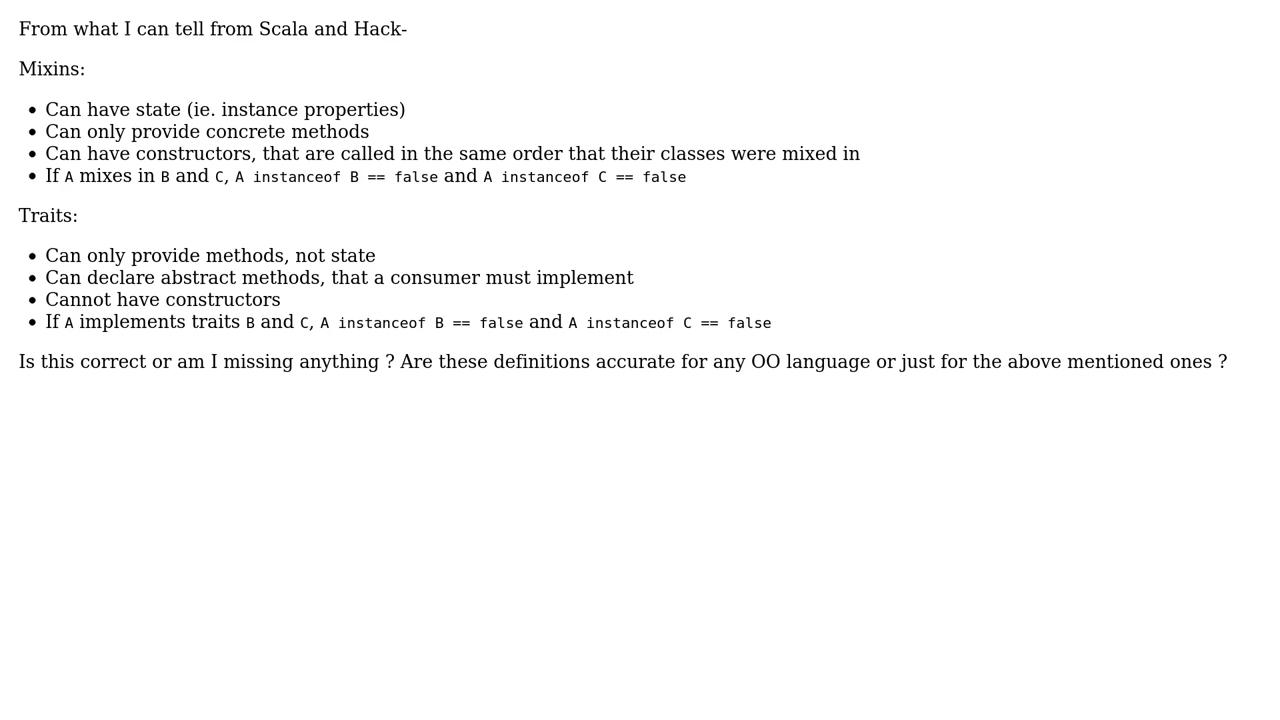 From what I can tell from Scala and Hack-
Mixins:
• Can have state (ie. instance properties)
• Can only provide concrete methods
• Can have constructors, that are called in the same order that their classes were mixed in
• If A mixes in B and C, A instanceof B == false and A instanceof C == false
Traits:
• Can only provide methods, not state
• Can declare abstract methods, that a consumer must implement
• Cannot have constructors
• If A implements traits B and C, A instanceof B == false and A instanceof C == false
Is this correct or am I missing anything ? Are these definitions accurate for any OO language or just for the above mentioned ones ?